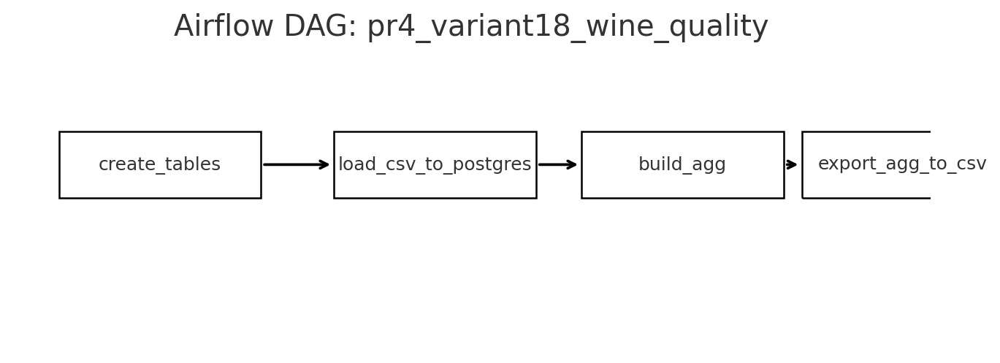 Airflow DAG: pr4_variant18_wine_quality
create_tables
load_csv_to_postgres
build_agg
export_agg_to_csv